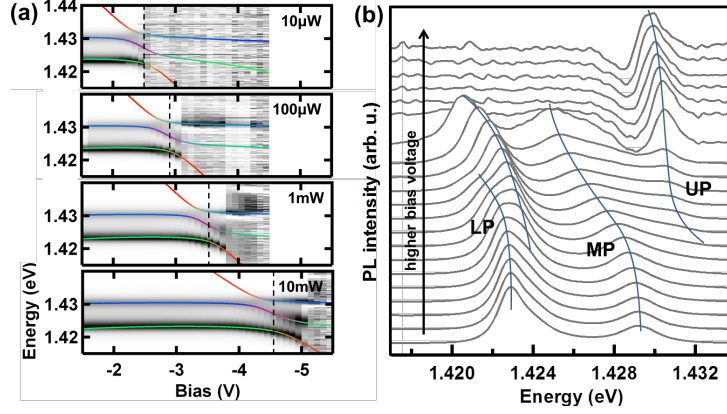 (a)
1.44
1.43
1.42
10µW
1.43
1.42
100µW
1.43
1.42
1mW
1.43
1.42
10mW
Energy (eV)
-2 -3 -4 -5
Bias (V)
(b)
PL intensity (arb. u.)
higher bias voltage
LP
MP
UP
1.420 1.424 1.428 1.432
Energy (eV)